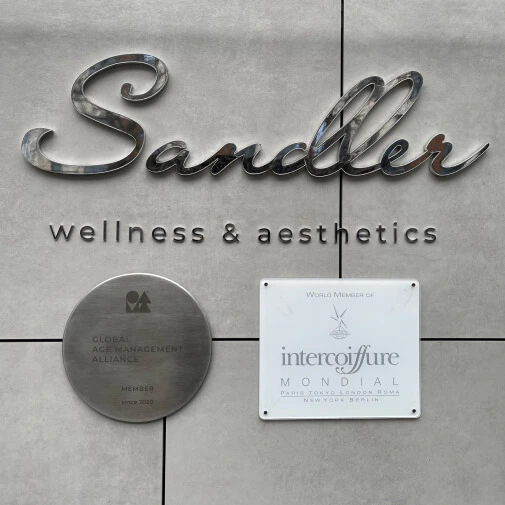 Sandler
wellness & aesthetics
GLOBAL
AGE MANAGEMENT
ALLIANCE
MEMBER
since 2020
WORLD MEMBER OF
intercoiffure
MONDIAL
PARIS·TOKYO·LONDON·ROMA
NEW YORK·BERLIN